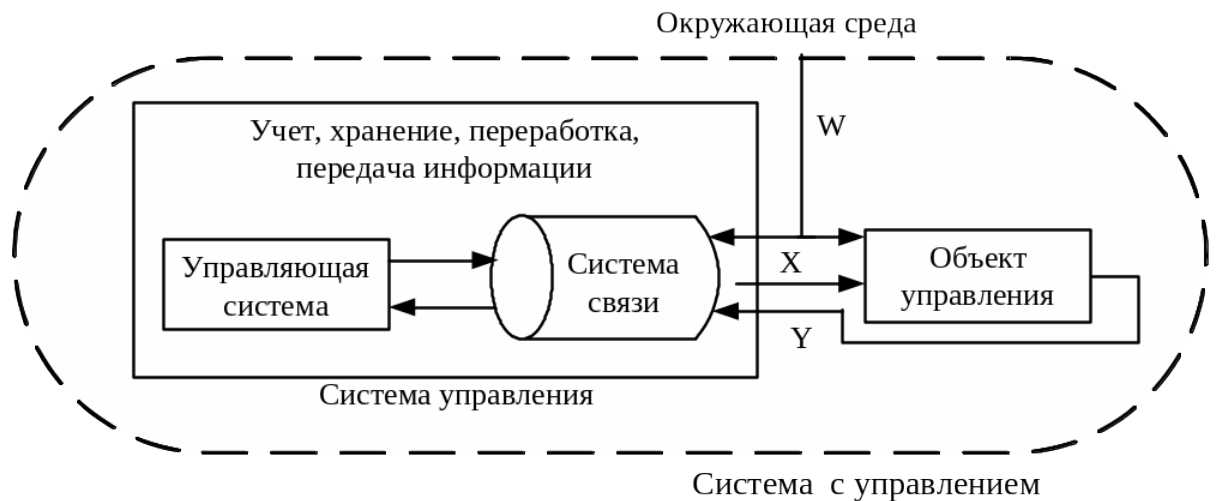 Окружающая среда
W
Учет, хранение, переработка,
передача информации
Управляющая
система
Система
связи
X
Y
Объект
управления
Система управления
Система с управлением